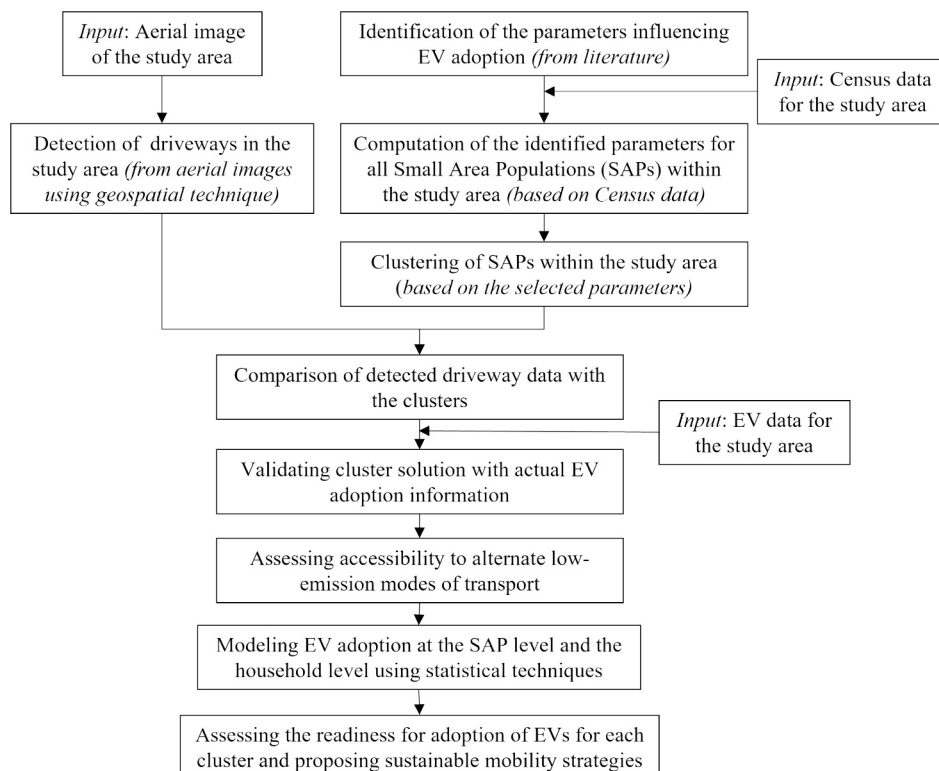 Input: Aerial image
of the study area
Identification of the parameters influencing
EV adoption (from literature)
Input: Census data
for the study area
Detection of driveways in the
study area (from aerial images
using geospatial technique)
Computation of the identified parameters for
all Small Area Populations (SAPs) within
the study area (based on Census data)
Clustering of SAPs within the study area
(based on the selected parameters)
Comparison of detected driveway data with
the clusters
Input: EV data for
the study area
Validating cluster solution with actual EV
adoption information
Assessing accessibility to alternate low-
emission modes of transport
Modeling EV adoption at the SAP level and the
household level using statistical techniques
Assessing the readiness for adoption of EVs for each
cluster and proposing sustainable mobility strategies